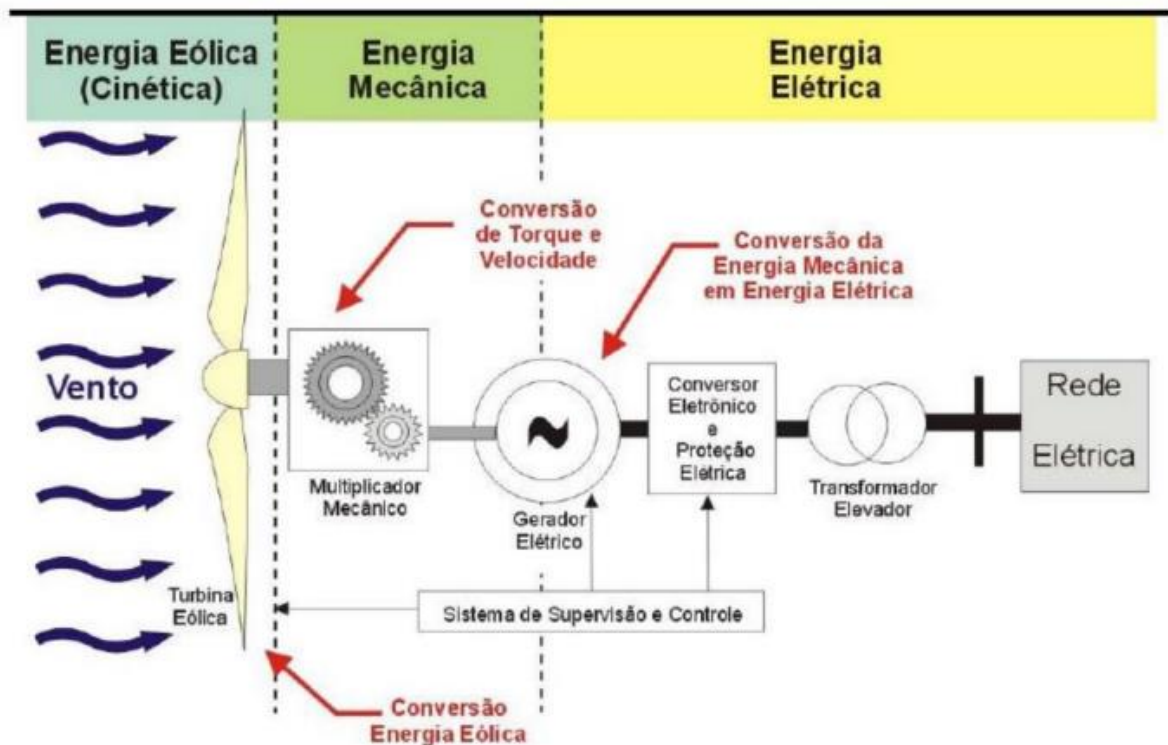 Energia Eólica
(Cinética)
Energia
Mecânica
Energia
Elétrica
Conversão
de Torque e
Velocidade
Conversão da
Energia Mecânica
em Energia Elétrica
Vento
Conversor
Eletrônico
e
Proteção
Elétrica
Rede
Elétrica
Multiplicador
Mecânico
Gerador
Elétrico
Transformador
Elevador
Turbina
Eólica
Sistema de Supervisão e Controle
Conversão
Energia Eólica